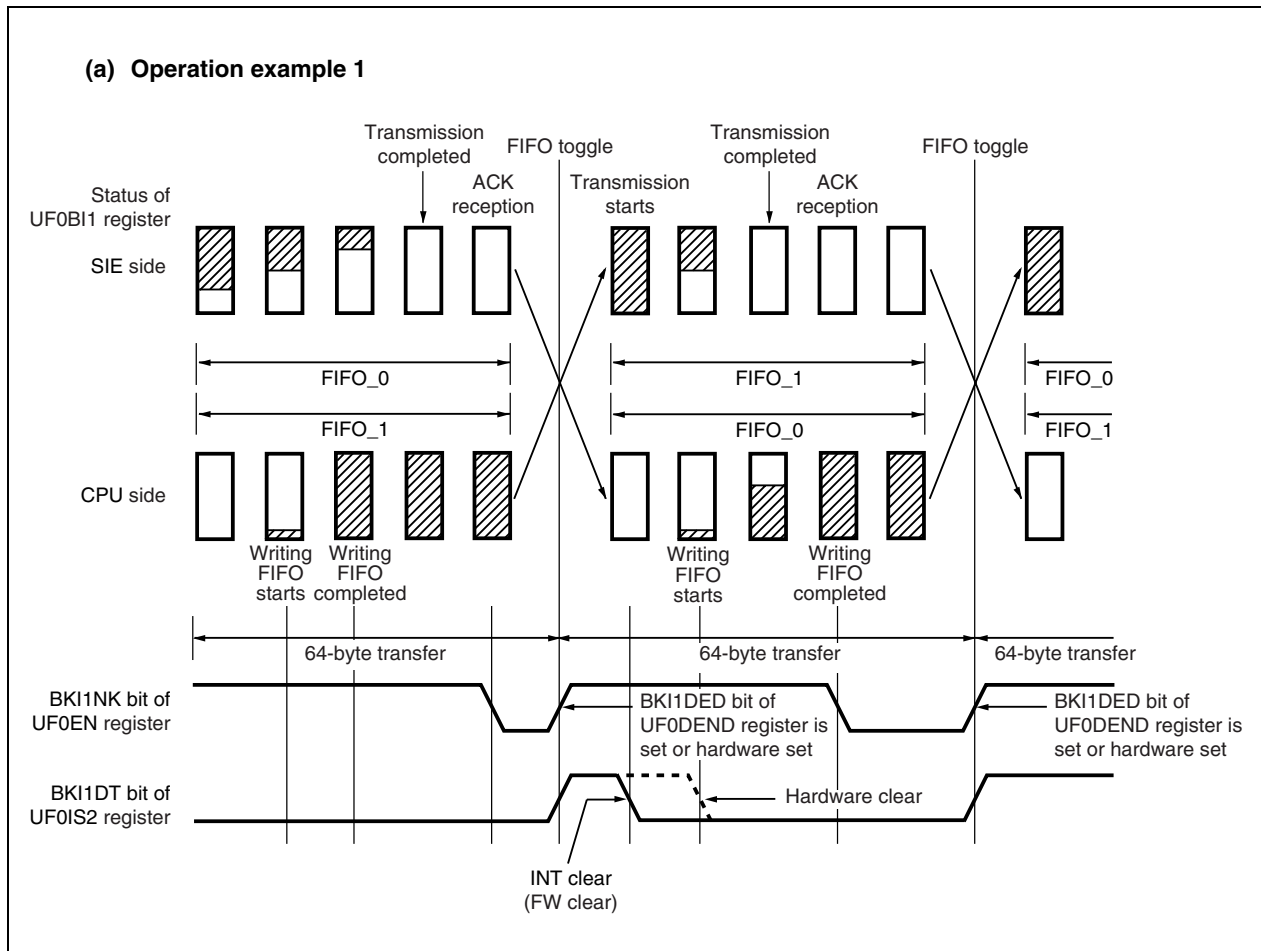 (a) Operation example 1
Transmission
completed
FIFO toggle
Transmission
completed
FIFO toggle
Status of
UF0BI1 register
ACK
reception
Transmission
starts
ACK
reception
SIE side
FIFO_0
FIFO_1
FIFO_0
FIFO_1
FIFO_0
FIFO_1
CPU side
Writing
FIFO
starts
Writing
FIFO
completed
Writing
FIFO
starts
Writing
FIFO
completed
64-byte transfer
64-byte transfer
64-byte transfer
BKI1NK bit of
UF0EN register
BKI1DED bit of
UF0DEND register is
set or hardware set
BKI1DED bit of
UF0DEND register is
set or hardware set
BKI1DT bit of
UF0IS2 register
Hardware clear
INT clear
(FW clear)